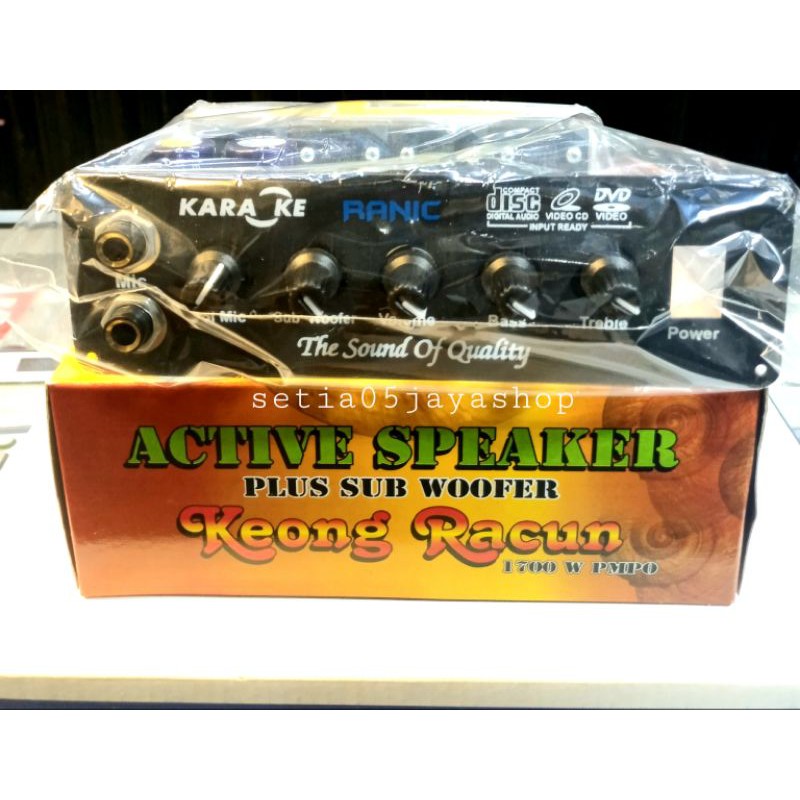 KARAOKE RANIC COMPACT disc DIGITAL AUDIO VIDEO CD DVD VIDEO
INPUT READY
Mic
Mic Sub Woofer Volume Bass Treble Power
The Sound Of Quality
setia05jayashop
ACTIVE SPEAKER
PLUS SUB WOOFER
Keong Racun
1700 W PMPO